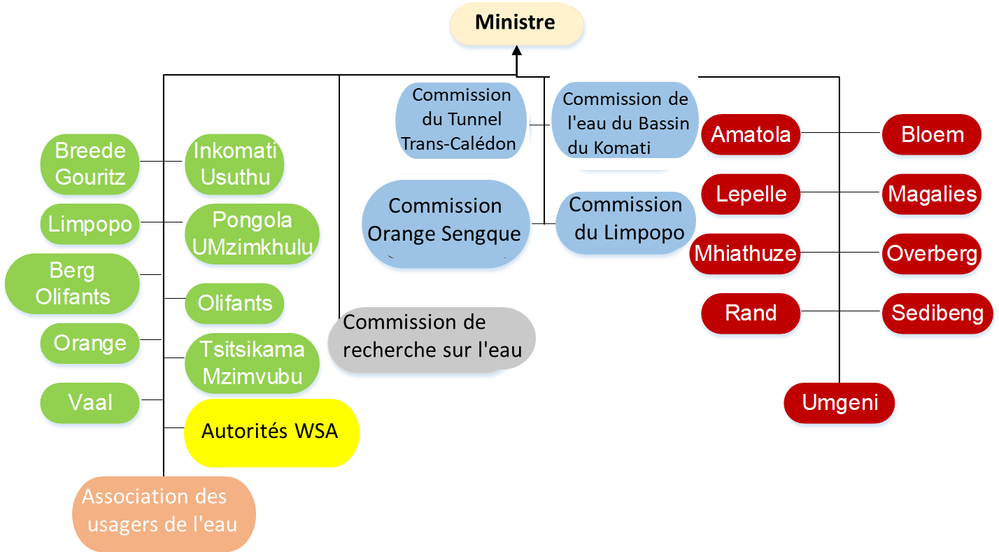 Ministre
Breede
Gouritz
Inkomati
Usuthu
Limpopo
Pongola
UMzimkhulu
Berg
Olifants
Olifants
Orange
Tsitsikama
Mzimvubu
Vaal
Autorités WSA
Association des
usagers de l'eau
Commission de
recherche sur l'eau
Commission
du Tunnel
Trans-Calédon
Commission de
l'eau du Bassin
du Komati
Commission
Orange Sengque
Commission
du Limpopo
Amatola
Bloem
Lepelle
Magalies
Mhiathuze
Overberg
Rand
Sedibeng
Umgeni